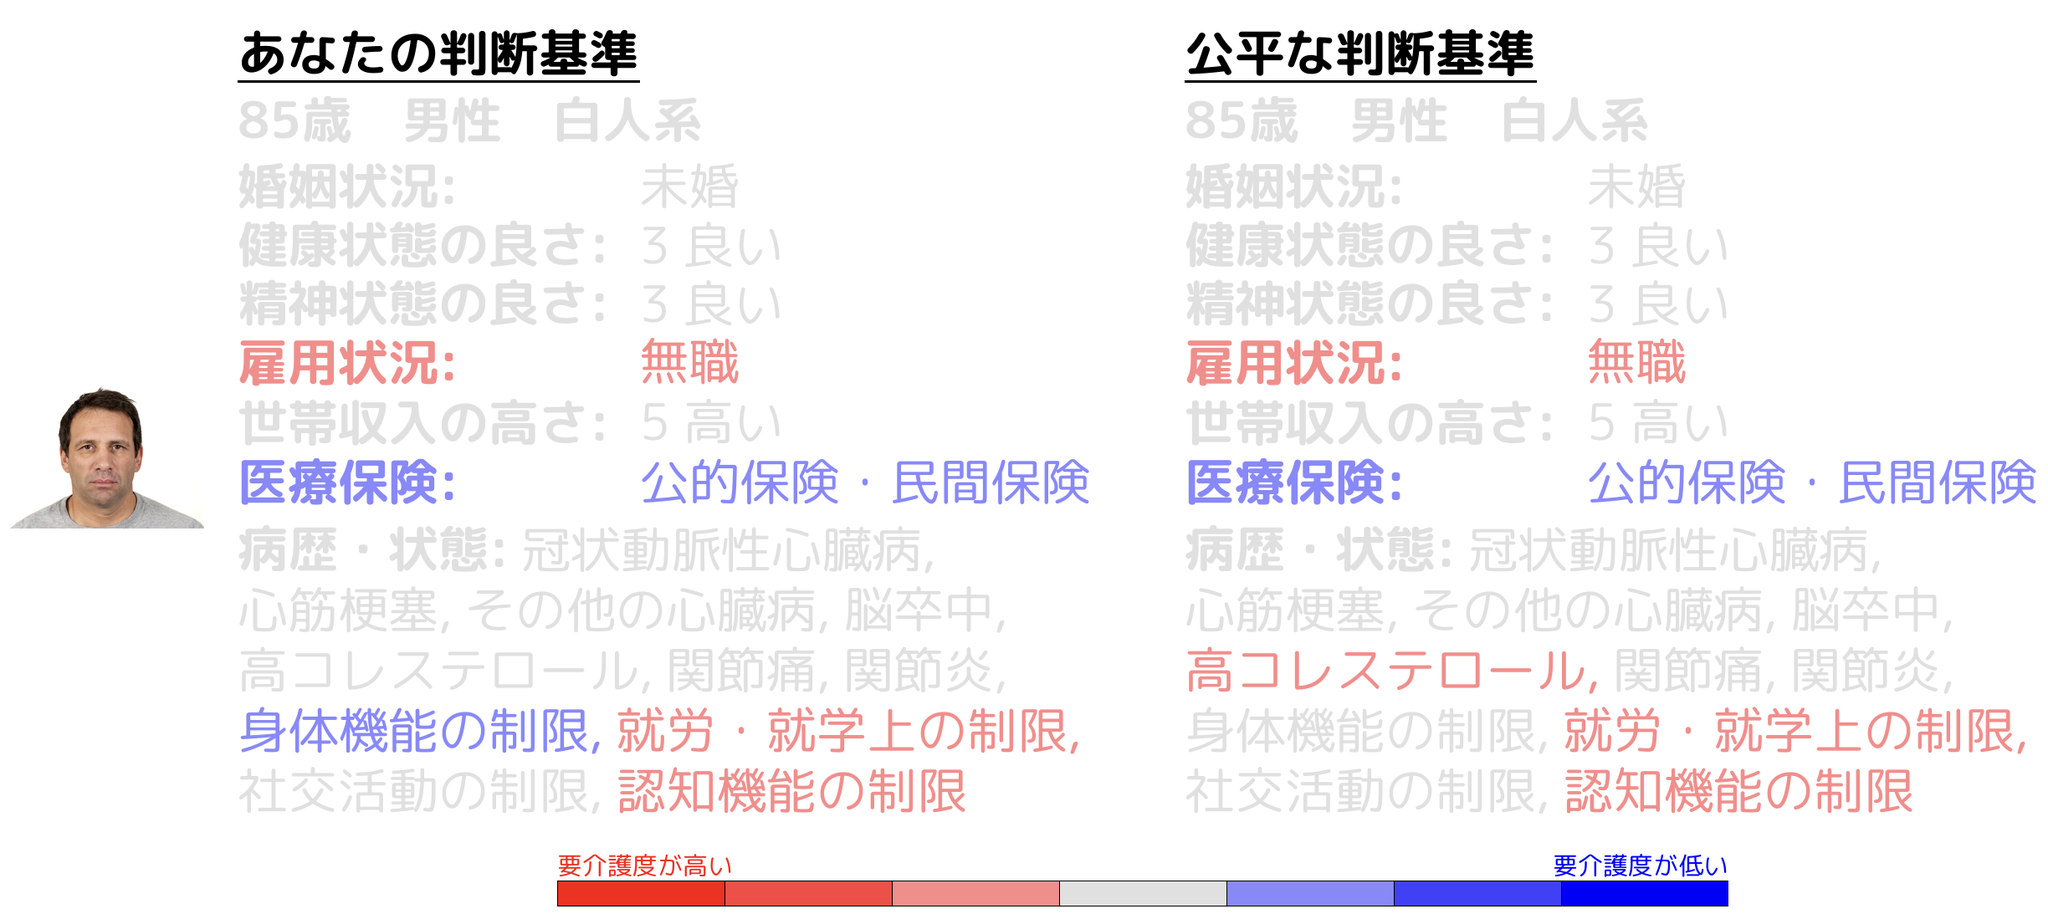 あなたの判断基準
85歳　男性　白人系
婚姻状況: 未婚
健康状態の良さ: 3 良い
精神状態の良さ: 3 良い
雇用状況: 無職
世帯収入の高さ: 5 高い
医療保険: 公的保険・民間保険
病歴・状態: 冠状動脈性心臓病,
心筋梗塞, その他の心臓病, 脳卒中,
高コレステロール, 関節痛, 関節炎,
身体機能の制限, 就労・就学上の制限,
社交活動の制限, 認知機能の制限
公平な判断基準
85歳　男性　白人系
婚姻状況: 未婚
健康状態の良さ: 3 良い
精神状態の良さ: 3 良い
雇用状況: 無職
世帯収入の高さ: 5 高い
医療保険: 公的保険・民間保険
病歴・状態: 冠状動脈性心臓病,
心筋梗塞, その他の心臓病, 脳卒中,
高コレステロール, 関節痛, 関節炎,
身体機能の制限, 就労・就学上の制限,
社交活動の制限, 認知機能の制限
要介護度が高い
要介護度が低い